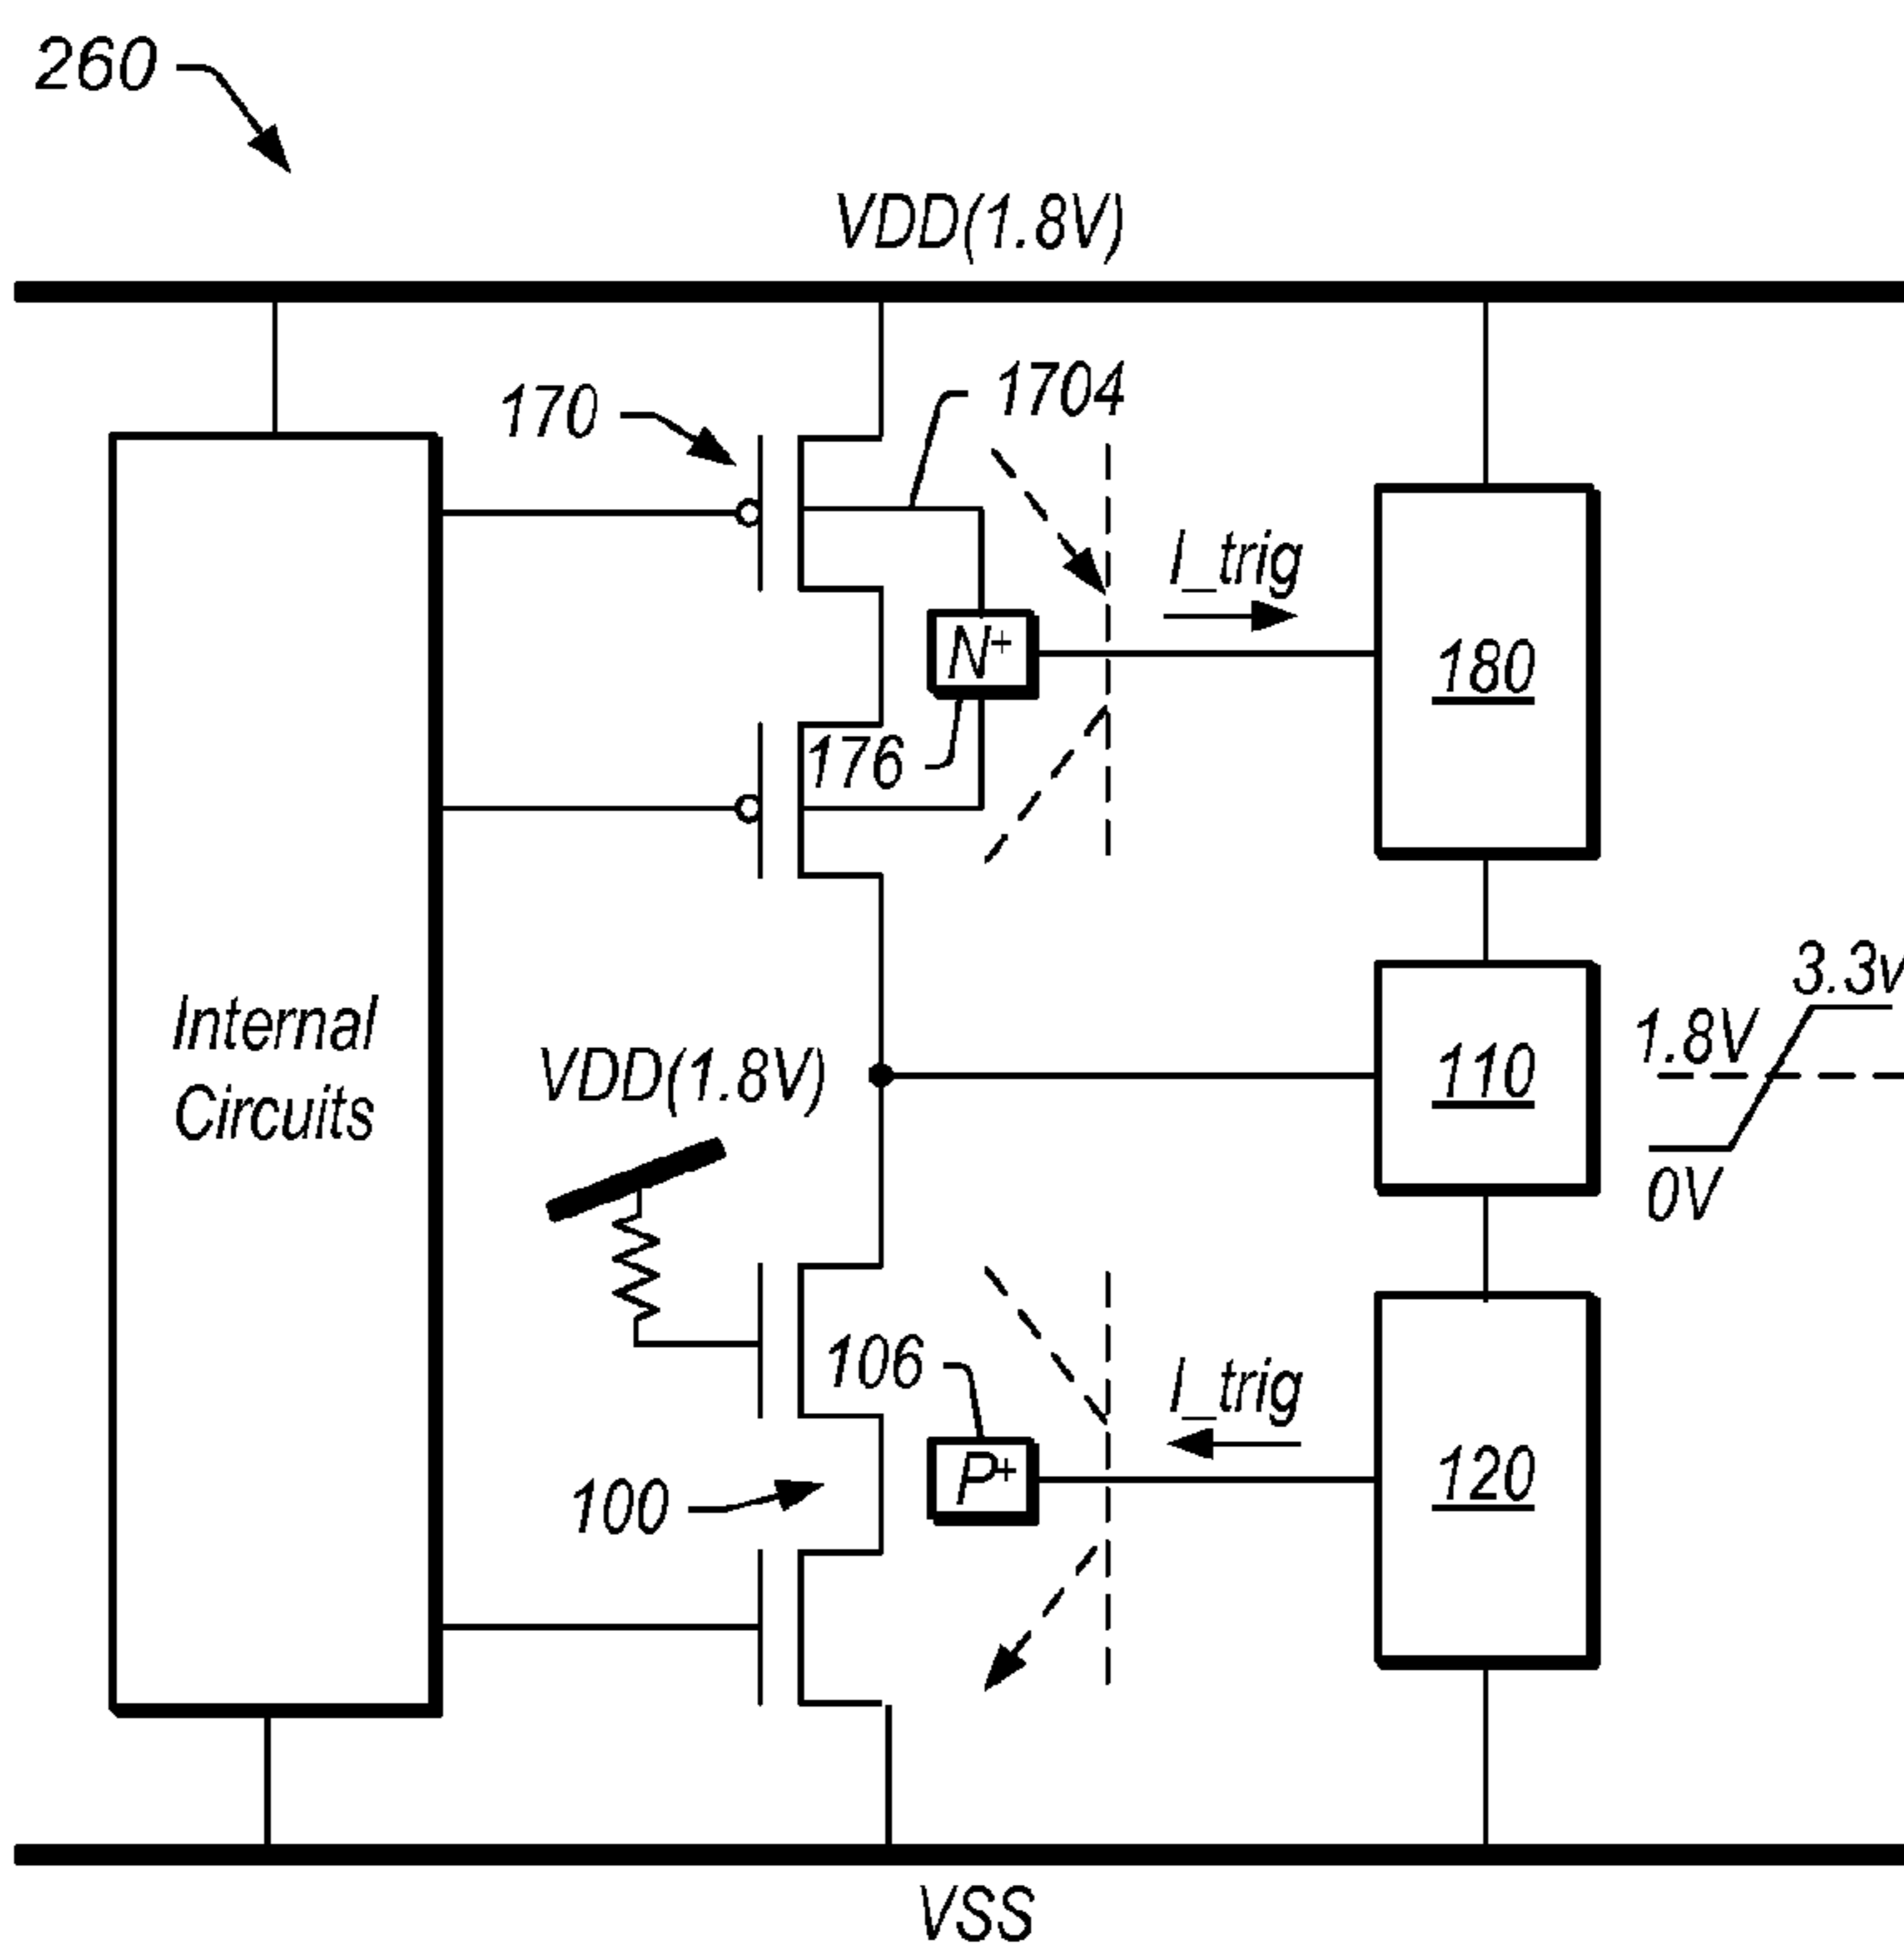 260
VDD(1.8V)
170
1704
I_trig
N+
180
176
3.3v
1.8V
Internal
Circuits
VDD(1.8V)
110
0V
106
I_trig
P+
120
100
VSS